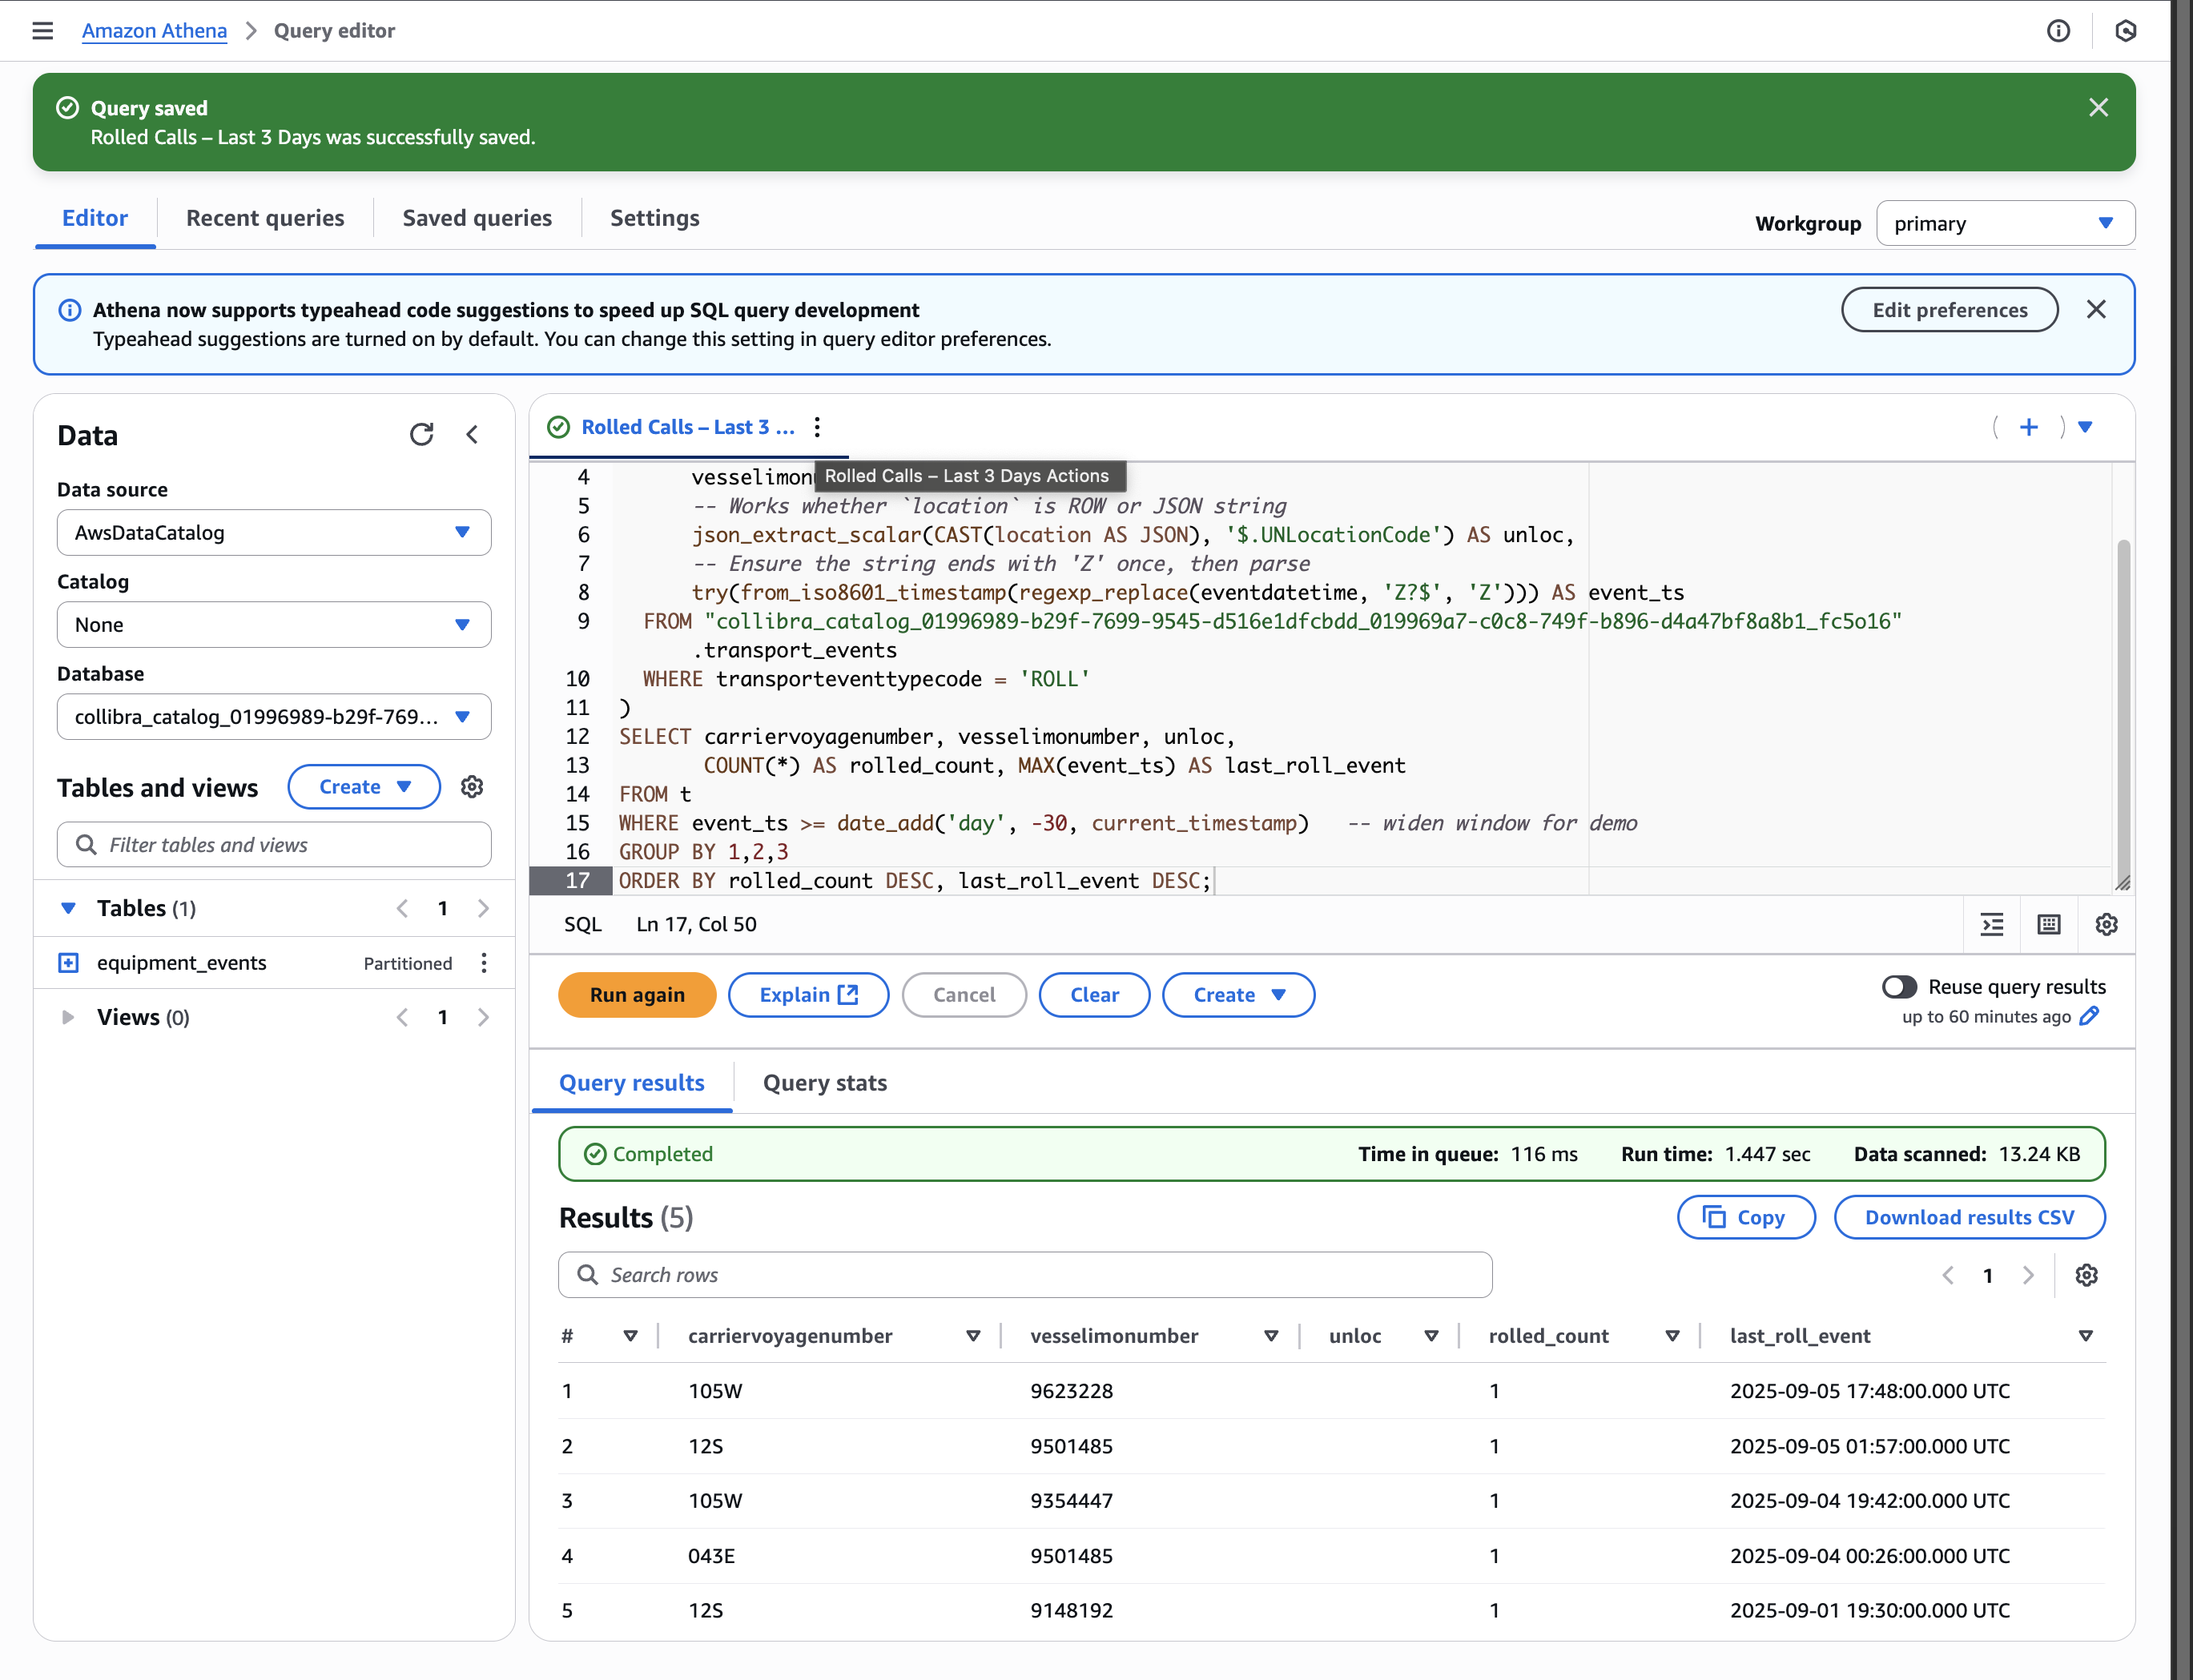 Amazon Athena > Query editor
Query saved
Rolled Calls – Last 3 Days was successfully saved.
Editor Recent queries Saved queries Settings Workgroup primary
Athena now supports typeahead code suggestions to speed up SQL query development
Typeahead suggestions are turned on by default. You can change this setting in query editor preferences.
Edit preferences
Data
Data source
AwsDataCatalog
Catalog
None
Database
collibra_catalog_01996989-b29f-769...
Tables and views Create
Filter tables and views
Tables (1) < 1 >
equipment_events Partitioned
Views (0) < 1 >
Rolled Calls – Last 3 ...
( + )
Rolled Calls – Last 3 Days Actions
4 vesselimonu
5 -- Works whether `location` is ROW or JSON string
6 json_extract_scalar(CAST(location AS JSON), '$.UNLocationCode') AS unloc,
7 -- Ensure the string ends with 'Z' once, then parse
8 try(from_iso8601_timestamp(regexp_replace(eventdatetime, 'Z?$', 'Z'))) AS event_ts
9 FROM "collibra_catalog_01996989-b29f-7699-9545-d516e1dfcbdd_019969a7-c0c8-749f-b896-d4a47bf8a8b1_fc5o16"
.transport_events
10 WHERE transporteventtypecode = 'ROLL'
11 )
12 SELECT carriervoyagenumber, vesselimonumber, unloc,
13 COUNT(*) AS rolled_count, MAX(event_ts) AS last_roll_event
14 FROM t
15 WHERE event_ts >= date_add('day', -30, current_timestamp) -- widen window for demo
16 GROUP BY 1,2,3
17 ORDER BY rolled_count DESC, last_roll_event DESC;
SQL Ln 17, Col 50
Run again Explain Cancel Clear Create
Reuse query results
up to 60 minutes ago
Query results Query stats
Completed Time in queue: 116 ms Run time: 1.447 sec Data scanned: 13.24 KB
Results (5) Copy Download results CSV
Search rows < 1 >
# carriervoyagenumber vesselimonumber unloc rolled_count last_roll_event
1 105W 9623228 1 2025-09-05 17:48:00.000 UTC
2 12S 9501485 1 2025-09-05 01:57:00.000 UTC
3 105W 9354447 1 2025-09-04 19:42:00.000 UTC
4 043E 9501485 1 2025-09-04 00:26:00.000 UTC
5 12S 9148192 1 2025-09-01 19:30:00.000 UTC